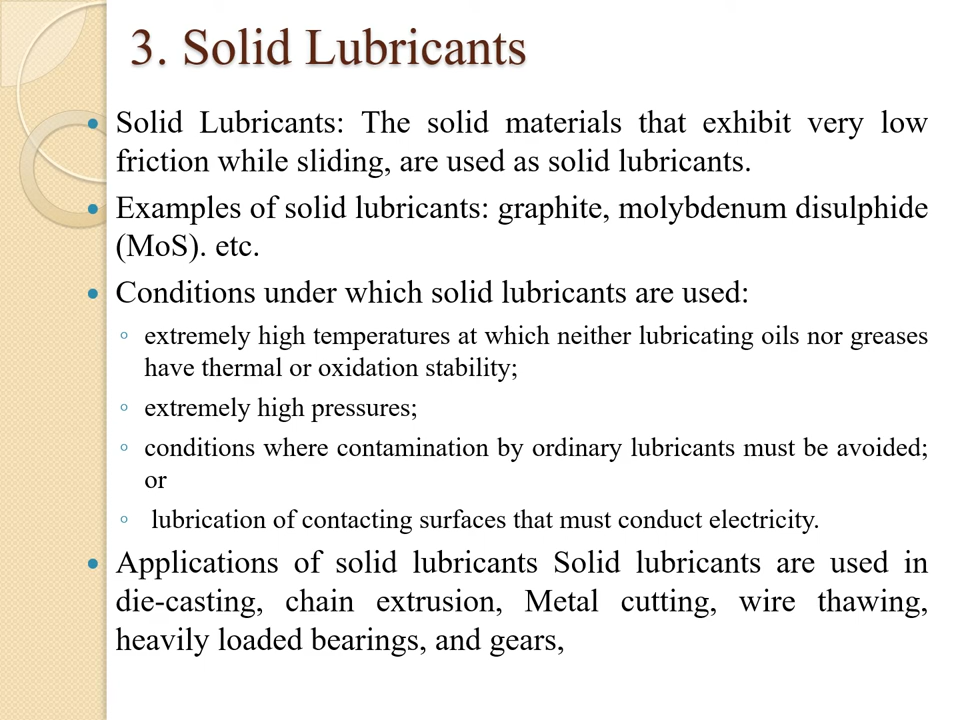 3. Solid Lubricants
• Solid Lubricants: The solid materials that exhibit very low
friction while sliding, are used as solid lubricants.
• Examples of solid lubricants: graphite, molybdenum disulphide
(MoS). etc.
• Conditions under which solid lubricants are used:
◦ extremely high temperatures at which neither lubricating oils nor greases
have thermal or oxidation stability;
◦ extremely high pressures;
◦ conditions where contamination by ordinary lubricants must be avoided;
or
◦ lubrication of contacting surfaces that must conduct electricity.
• Applications of solid lubricants Solid lubricants are used in
die-casting, chain extrusion, Metal cutting, wire thawing,
heavily loaded bearings, and gears,